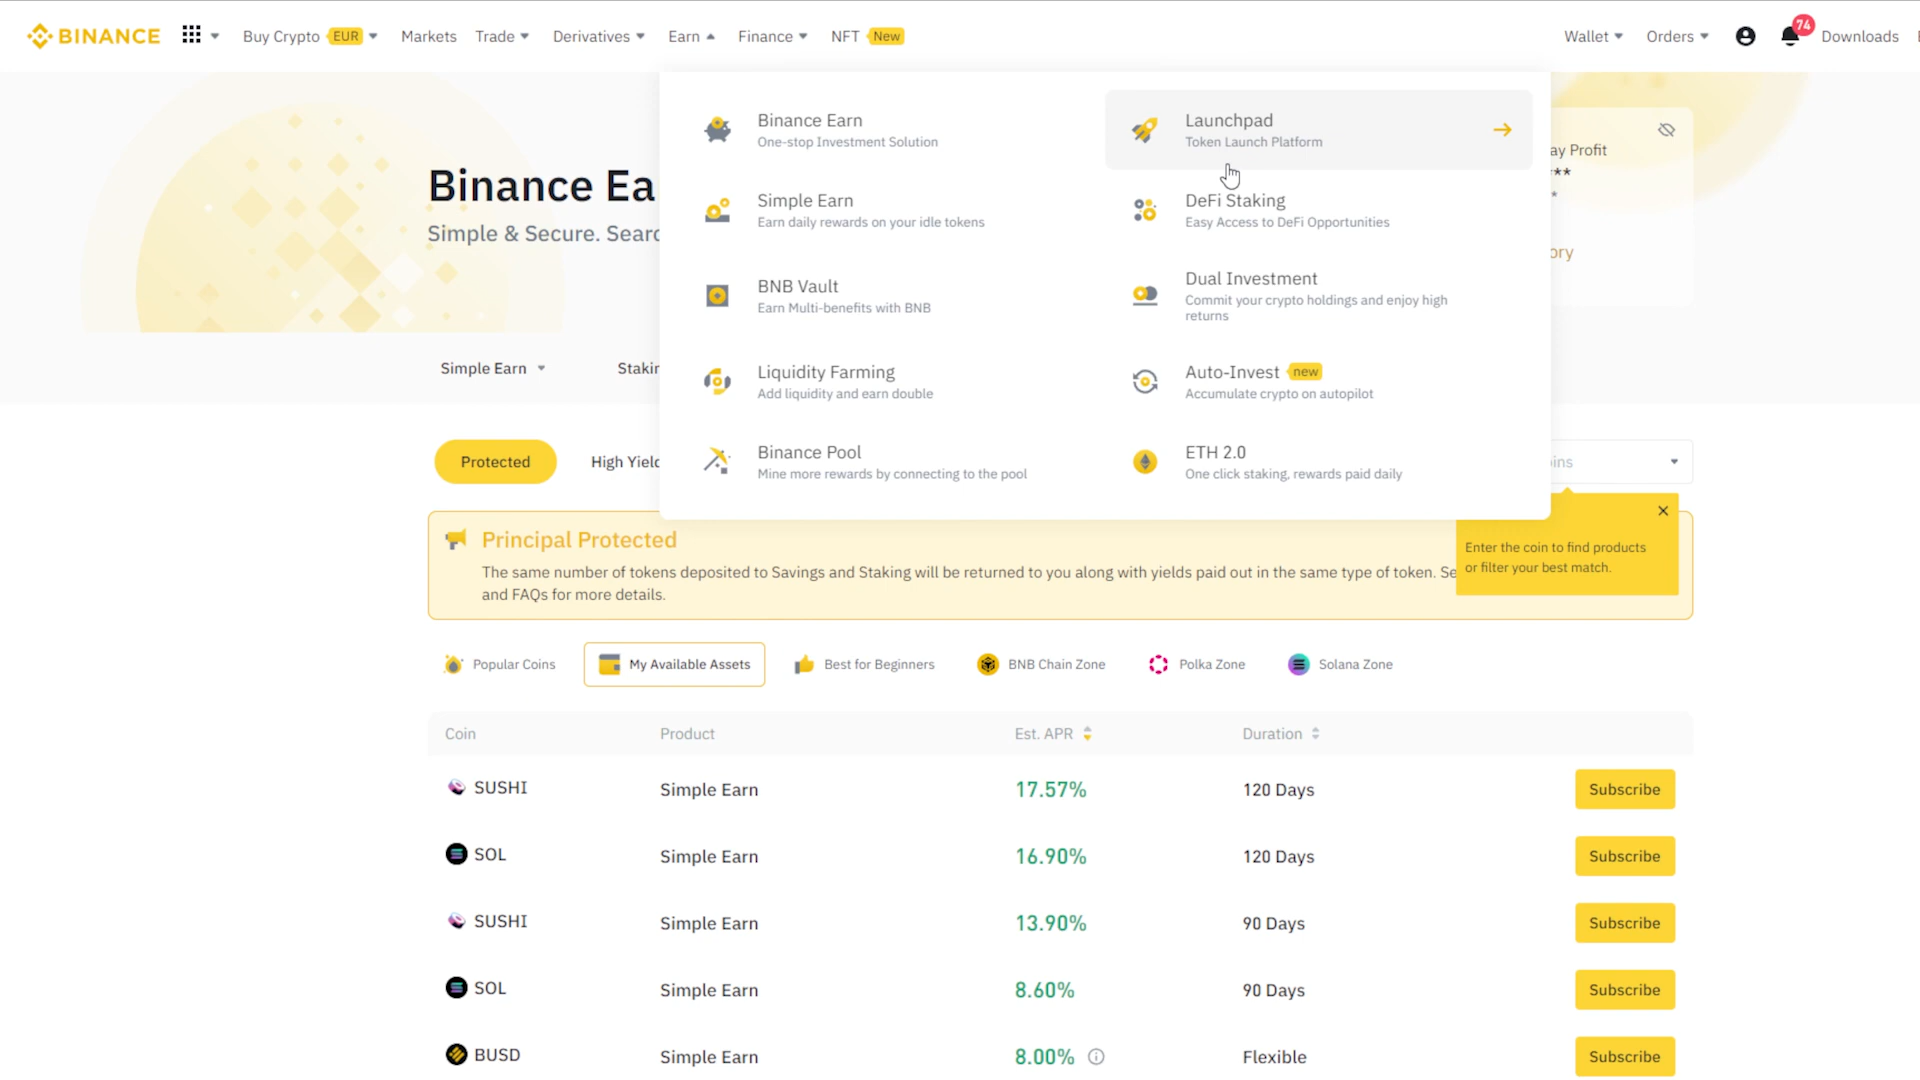 BINANCE
Buy Crypto EUR
Markets
Trade
Derivatives
Earn
Finance
NFT New
Wallet
Orders
74
Downloads
Binance Earn
One-stop Investment Solution
Launchpad
Token Launch Platform
Simple Earn
Earn daily rewards on your idle tokens
DeFi Staking
Easy Access to DeFi Opportunities
BNB Vault
Earn Multi-benefits with BNB
Dual Investment
Commit your crypto holdings and enjoy high
returns
Liquidity Farming
Add liquidity and earn double
Auto-Invest new
Accumulate crypto on autopilot
Binance Pool
Mine more rewards by connecting to the pool
ETH 2.0
One click staking, rewards paid daily
Binance Ea
Simple & Secure. Searc
ay Profit
**
*
ory
Simple Earn
Stakin
Protected
High Yield
ins
Enter the coin to find products
or filter your best match.
Principal Protected
The same number of tokens deposited to Savings and Staking will be returned to you along with yields paid out in the same type of token. Se
and FAQs for more details.
Popular Coins
My Available Assets
Best for Beginners
BNB Chain Zone
Polka Zone
Solana Zone
Coin Product Est. APR Duration
SUSHI Simple Earn 17.57% 120 Days Subscribe
SOL Simple Earn 16.90% 120 Days Subscribe
SUSHI Simple Earn 13.90% 90 Days Subscribe
SOL Simple Earn 8.60% 90 Days Subscribe
BUSD Simple Earn 8.00% Flexible Subscribe